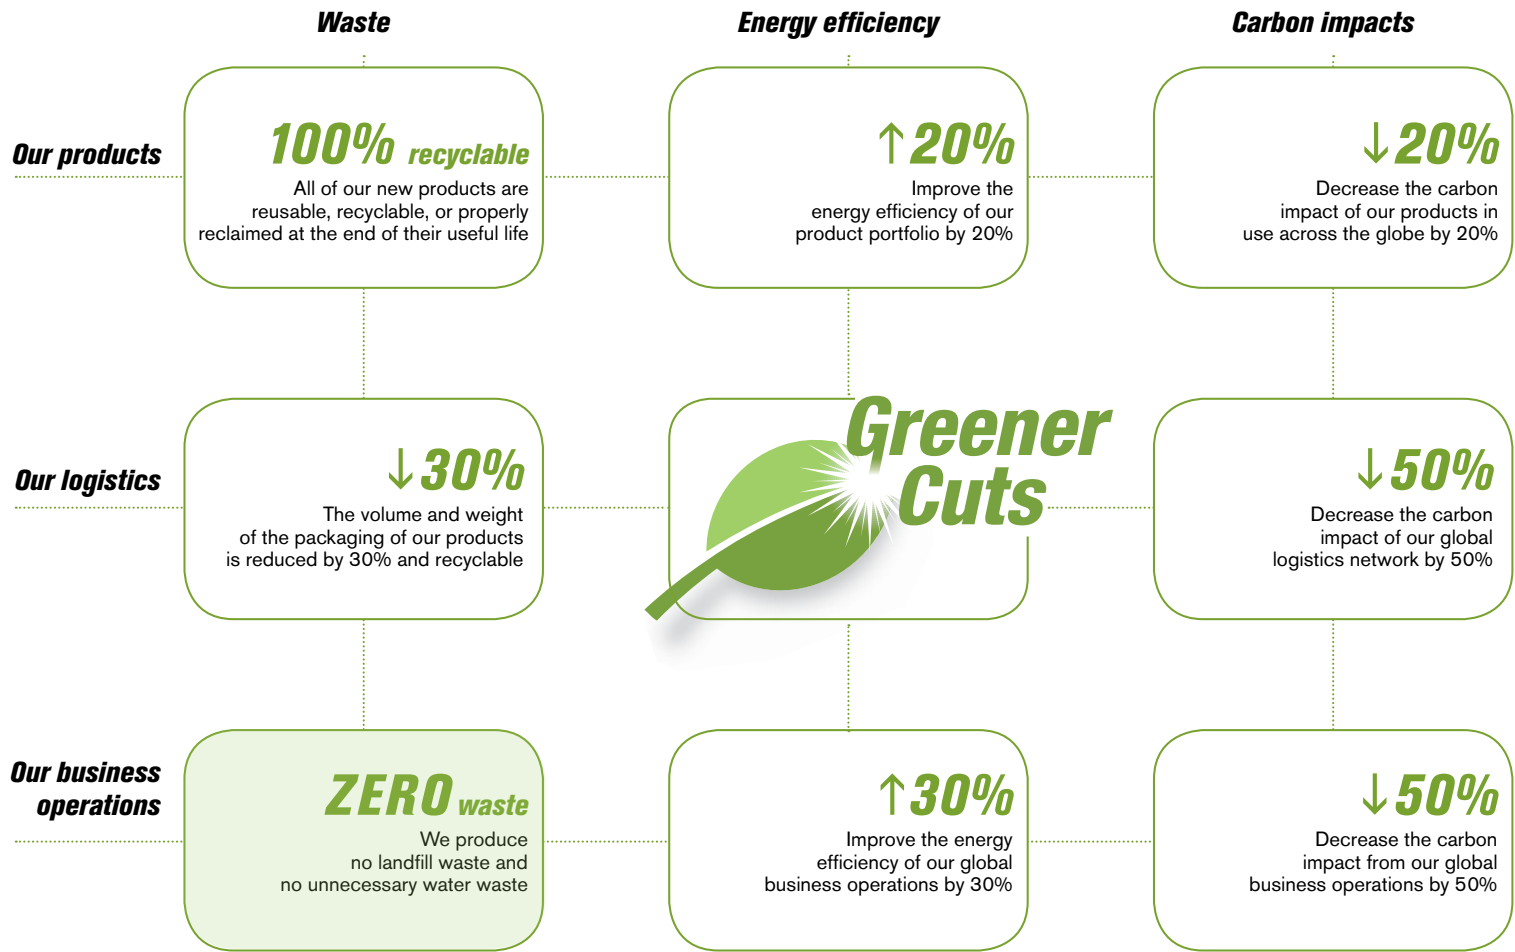 Waste
Energy efficiency
Carbon impacts
Our products
100% recyclable
All of our new products are
reusable, recyclable, or properly
reclaimed at the end of their useful life
↑20%
Improve the
energy efficiency of our
product portfolio by 20%
↓20%
Decrease the carbon
impact of our products in
use across the globe by 20%
Our logistics
↓30%
The volume and weight
of the packaging of our products
is reduced by 30% and recyclable
Greener
Cuts
↓50%
Decrease the carbon
impact of our global
logistics network by 50%
Our business
operations
ZERO waste
We produce
no landfill waste and
no unnecessary water waste
↑30%
Improve the energy
efficiency of our global
business operations by 30%
↓50%
Decrease the carbon
impact from our global
business operations by 50%